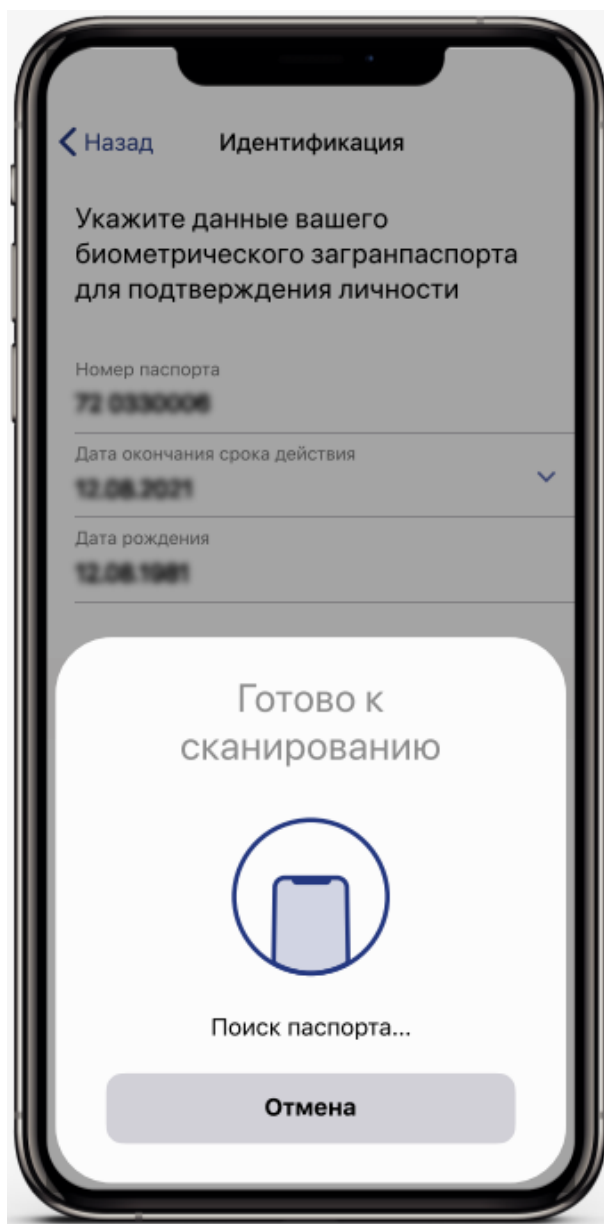 Назад
Идентификация
Укажите данные вашего
биометрического загранпаспорта
для подтверждения личности
Номер паспорта
Дата окончания срока действия
Дата рождения
Готово к
сканированию
Поиск паспорта...
Отмена